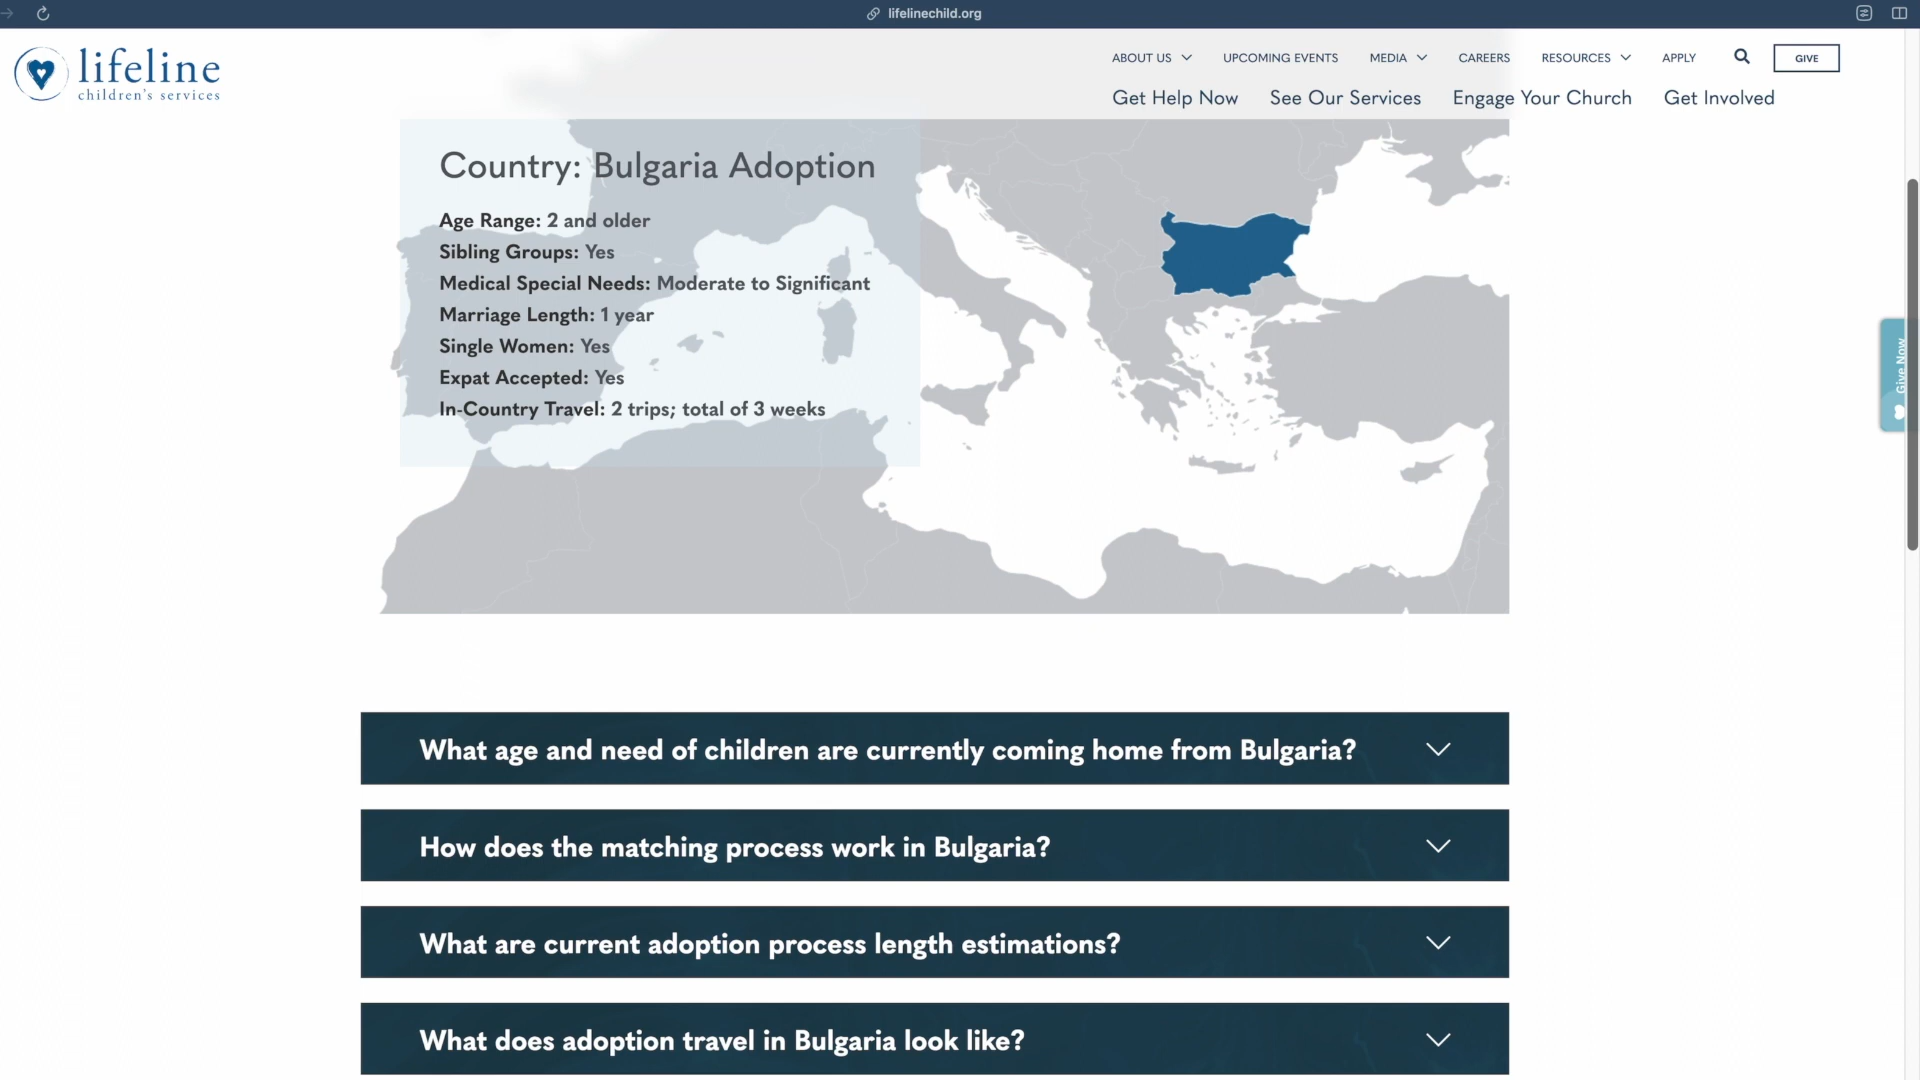 lifelinechild.org
lifeline
children's services
ABOUT US
UPCOMING EVENTS
MEDIA
CAREERS
RESOURCES
APPLY
GIVE
Get Help Now
See Our Services
Engage Your Church
Get Involved
Country: Bulgaria Adoption
Age Range: 2 and older
Sibling Groups: Yes
Medical Special Needs: Moderate to Significant
Marriage Length: 1 year
Single Women: Yes
Expat Accepted: Yes
In-Country Travel: 2 trips; total of 3 weeks
Give Now
What age and need of children are currently coming home from Bulgaria?
How does the matching process work in Bulgaria?
What are current adoption process length estimations?
What does adoption travel in Bulgaria look like?